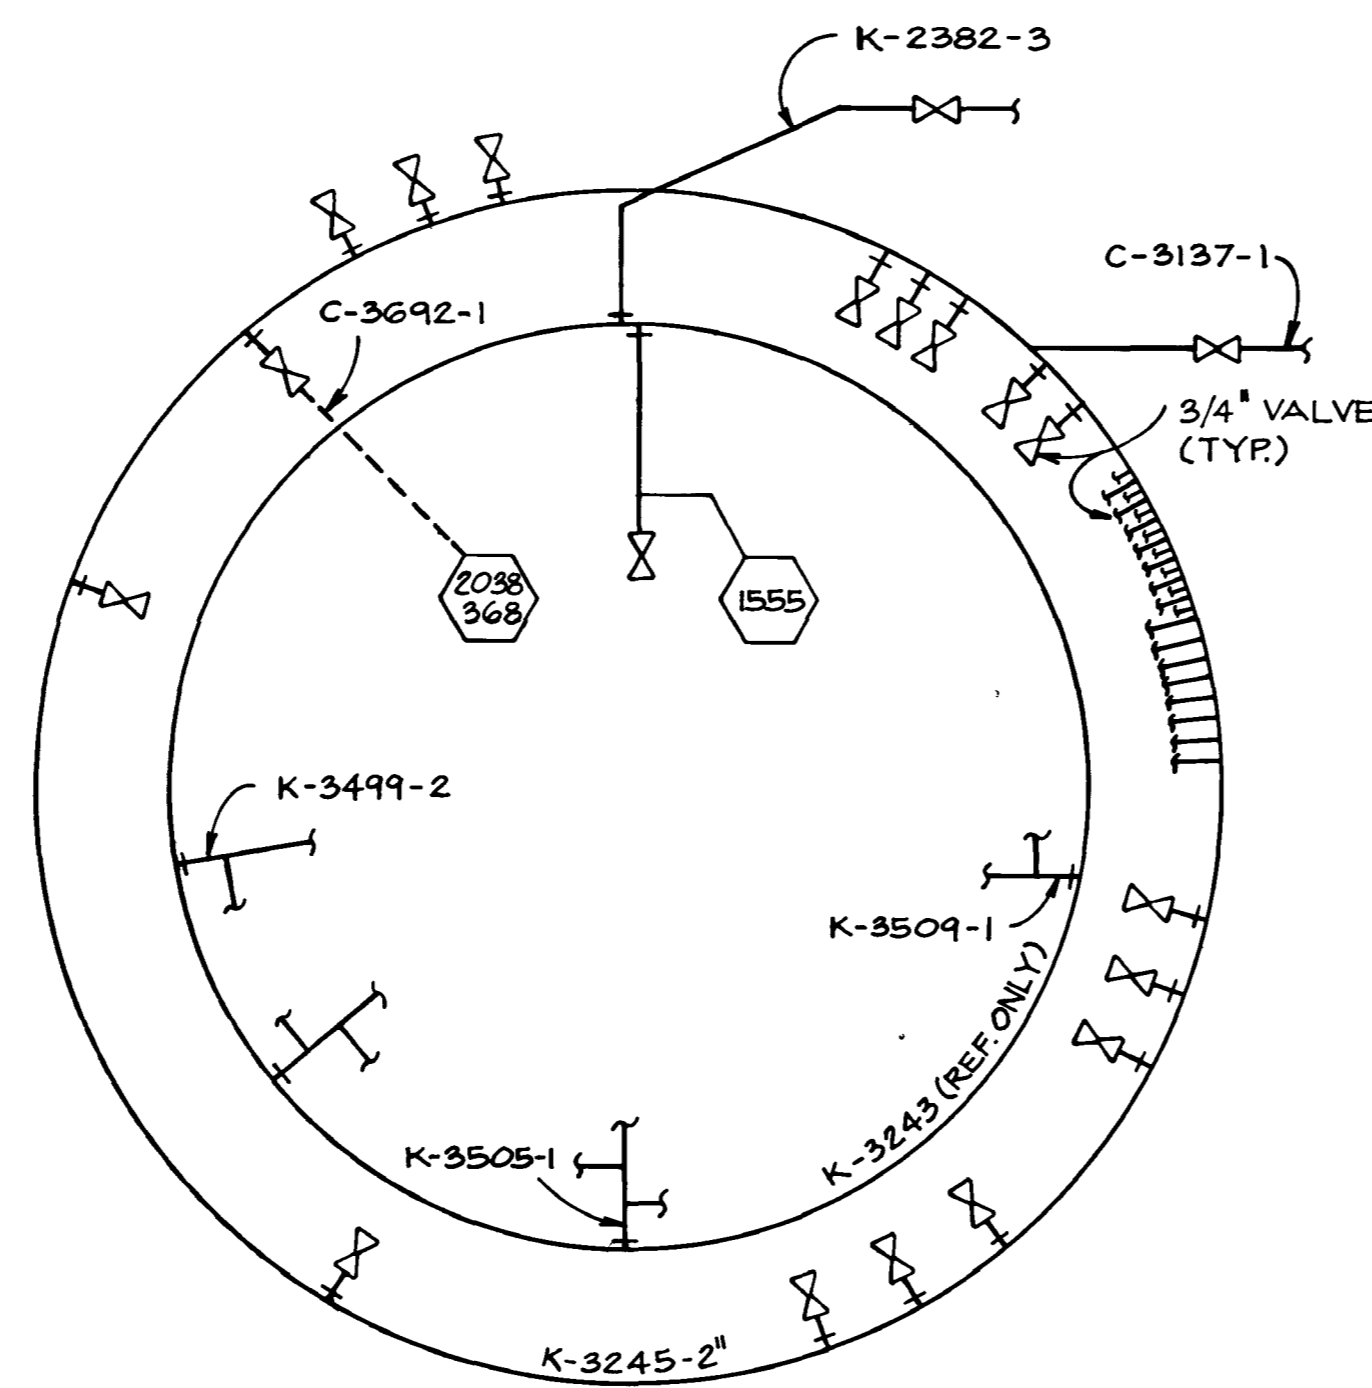 K-2382-3
C-3137-1
C-3692-1
3/4" VALVE
(TYP.)
2038
368
1555
K-3499-2
K-3509-1
K-3243 (REF. ONLY)
K-3505-1
K-3245-2"